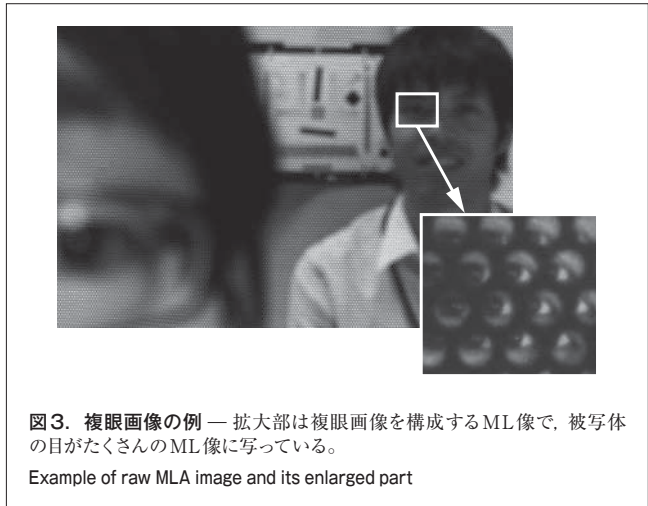 図3. 複眼画像の例 — 拡大部は複眼画像を構成するML像で，被写体
の目がたくさんのML像に写っている。
Example of raw MLA image and its enlarged part